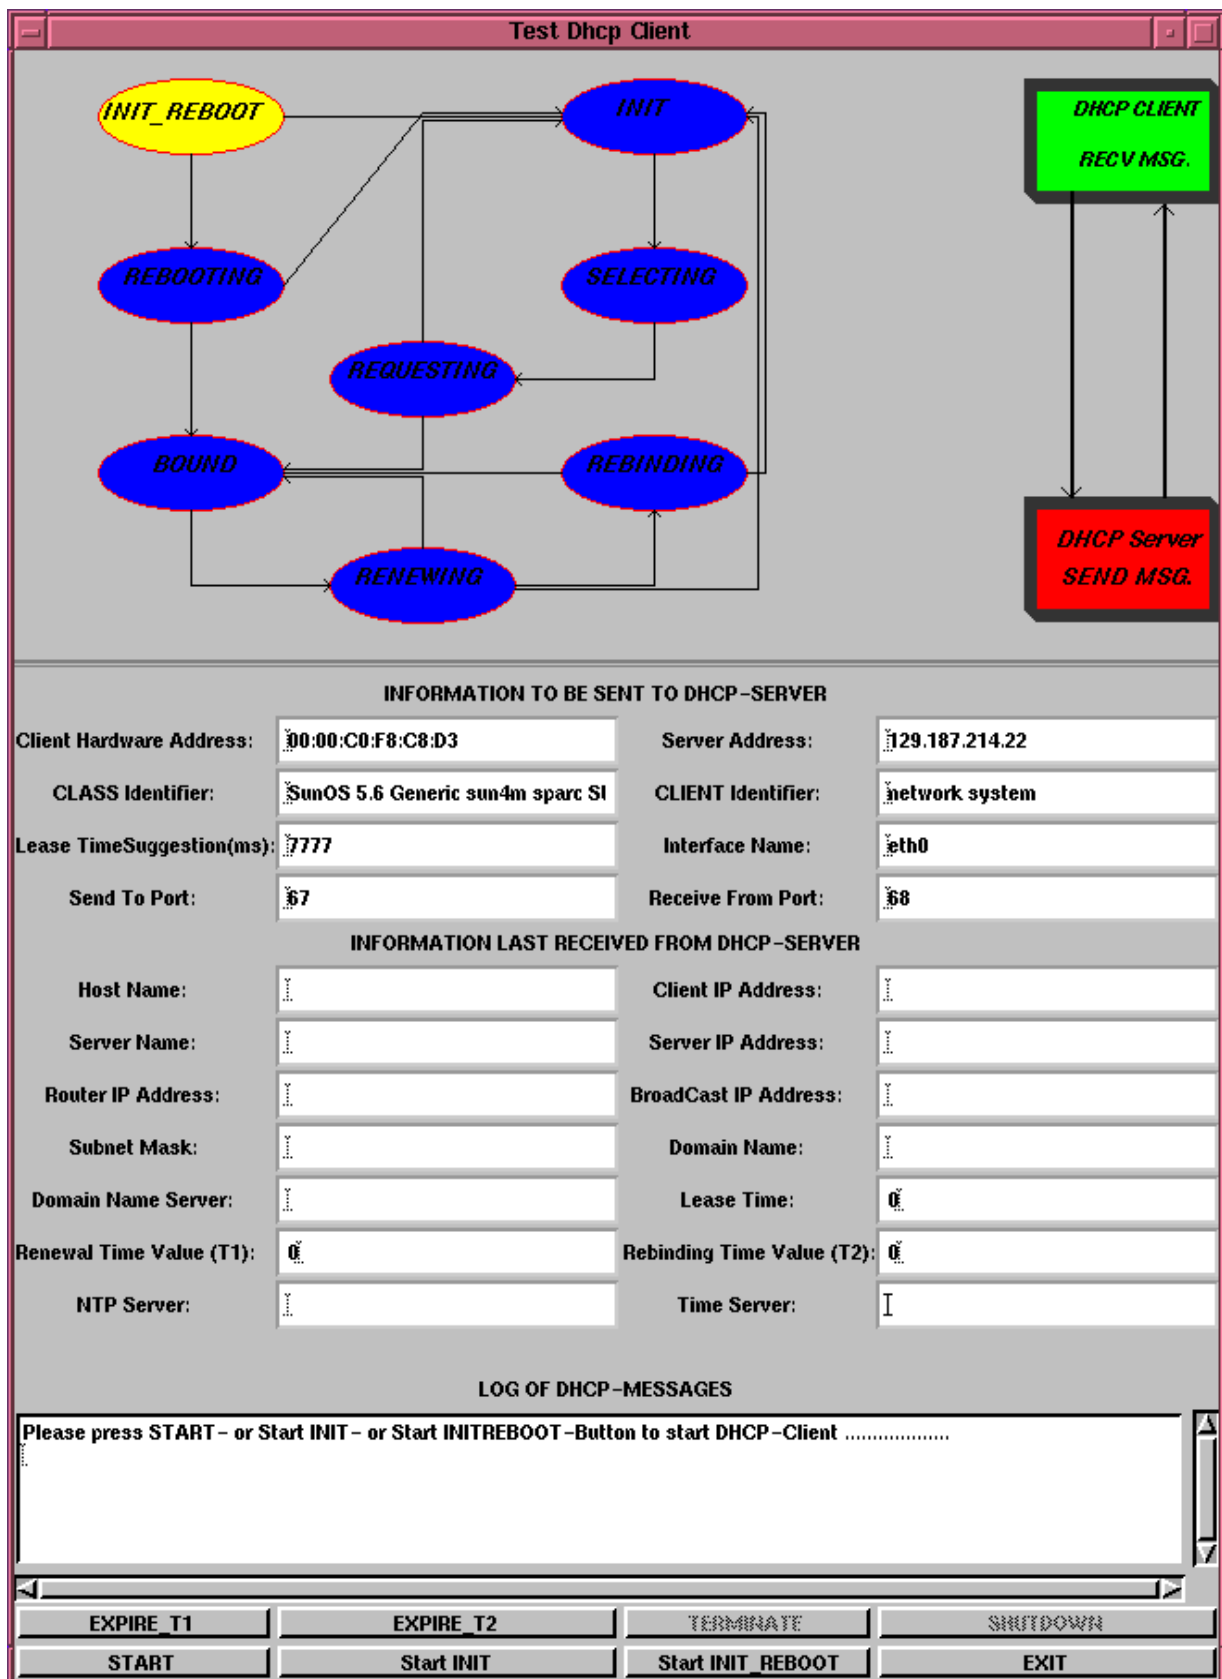 Test Dhcp Client
INIT_REBOOT
INIT
DHCP CLIENT
RECV MSG.
REBOOTING
SELECTING
REQUESTING
BOUND
REBINDING
RENEWING
DHCP Server
SEND MSG.
INFORMATION TO BE SENT TO DHCP-SERVER
Client Hardware Address: 00:00:C0:F8:C8:D3 Server Address: 129.187.214.22
CLASS Identifier: SunOS 5.6 Generic sun4m sparc CLIENT Identifier: network system
Lease TimeSuggestion(ms): 7777 Interface Name: eth0
Send To Port: 67 Receive From Port: 68
INFORMATION LAST RECEIVED FROM DHCP-SERVER
Host Name: Client IP Address:
Server Name: Server IP Address:
Router IP Address: BroadCast IP Address:
Subnet Mask: Domain Name:
Domain Name Server: Lease Time: 0
Renewal Time Value (T1): 0 Rebinding Time Value (T2): 0
NTP Server: Time Server:
LOG OF DHCP-MESSAGES
Please press START- or Start INIT- or Start INITREBOOT-Button to start DHCP-Client ...................
EXPIRE_T1 EXPIRE_T2 TERMINATE SHUTDOWN
START Start INIT Start INIT_REBOOT EXIT